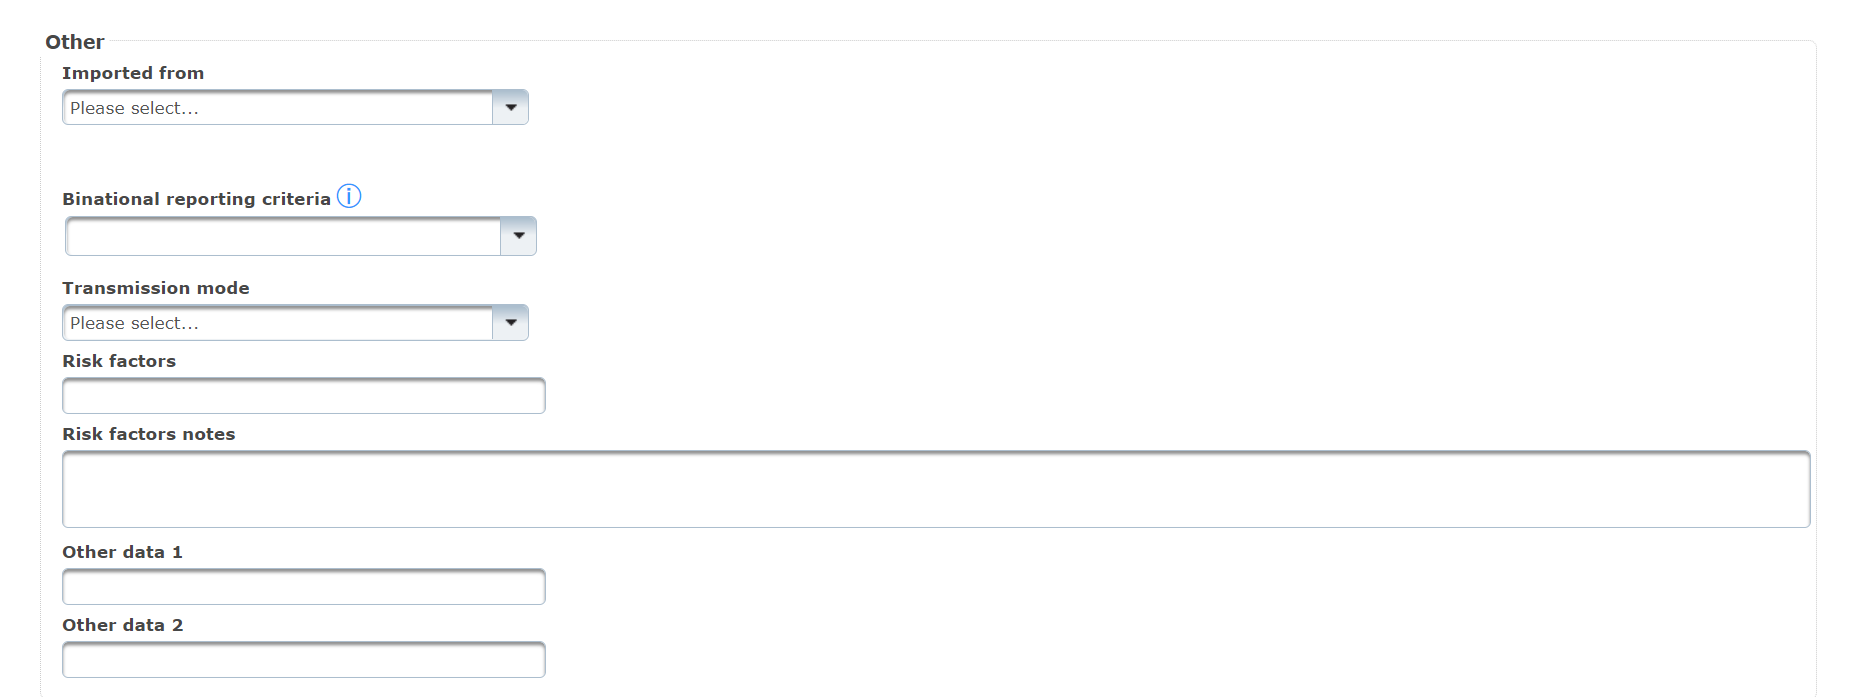 Other
Imported from
Please select...
Binational reporting criteria ⓘ
Transmission mode
Please select...
Risk factors
Risk factors notes
Other data 1
Other data 2